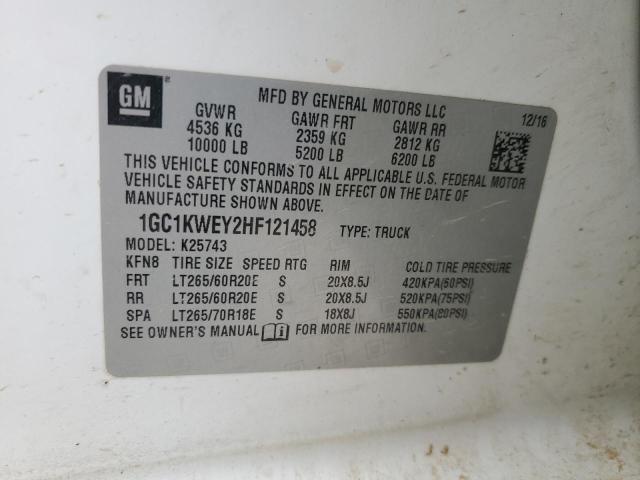 GM
MFD BY GENERAL MOTORS LLC
12/16
GVWR GAWR FRT GAWR RR
4536 KG 2359 KG 2812 KG
10000 LB 5200 LB 6200 LB
THIS VEHICLE CONFORMS TO ALL APPLICABLE U.S. FEDERAL MOTOR
VEHICLE SAFETY STANDARDS IN EFFECT ON THE DATE OF
MANUFACTURE SHOWN ABOVE.
1GC1KWEY2HF121458 TYPE: TRUCK
MODEL: K25743
KFN8 TIRE SIZE SPEED RTG RIM COLD TIRE PRESSURE
FRT LT265/60R20E S 20X8.5J 420KPA(60PSI)
RR LT265/60R20E S 20X8.5J 520KPA(75PSI)
SPA LT265/70R18E S 18X8J 550KPA(80PSI)
SEE OWNER'S MANUAL FOR MORE INFORMATION.